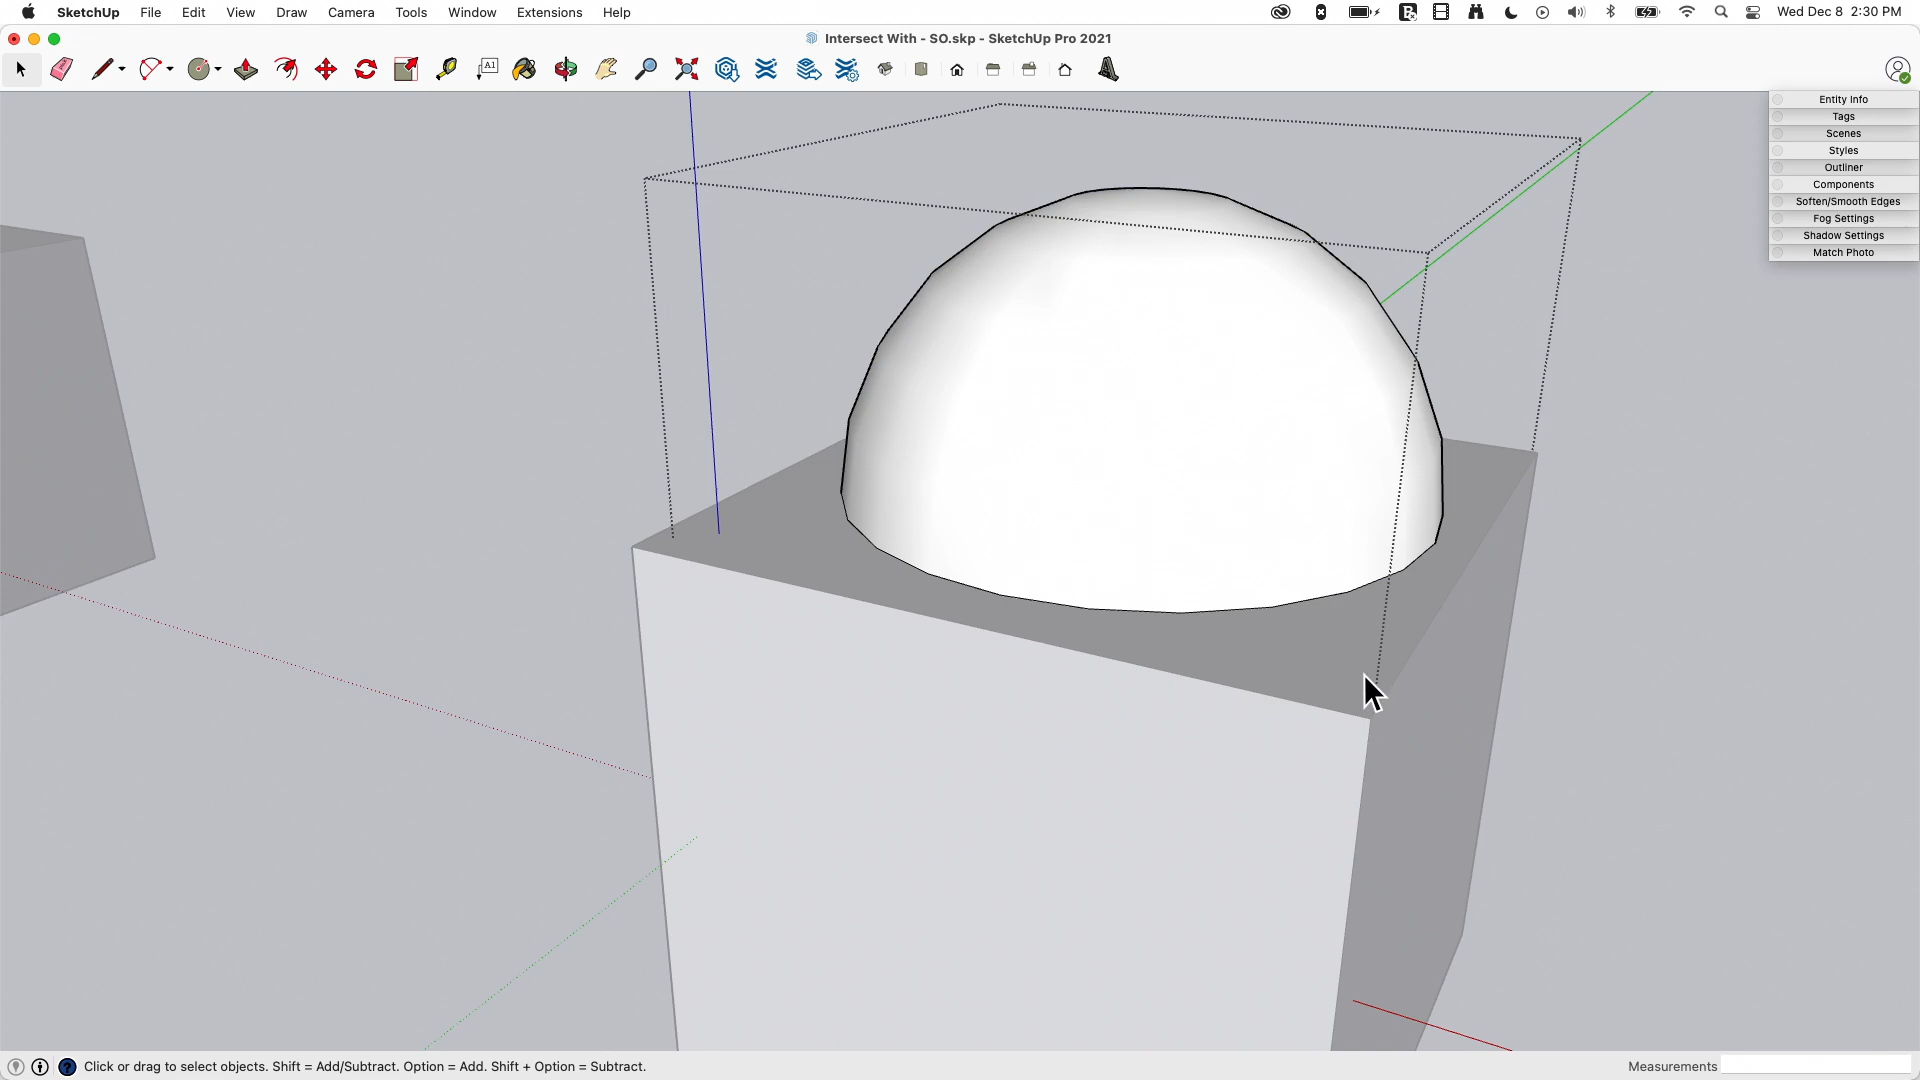 SketchUp File Edit View Draw Camera Tools Window Extensions Help Wed Dec 8 2:30 PM
Intersect With - SO.skp - SketchUp Pro 2021
A1
Entity Info
Tags
Scenes
Styles
Outliner
Components
Soften/Smooth Edges
Fog Settings
Shadow Settings
Match Photo
Click or drag to select objects. Shift = Add/Subtract. Option = Add. Shift + Option = Subtract. Measurements